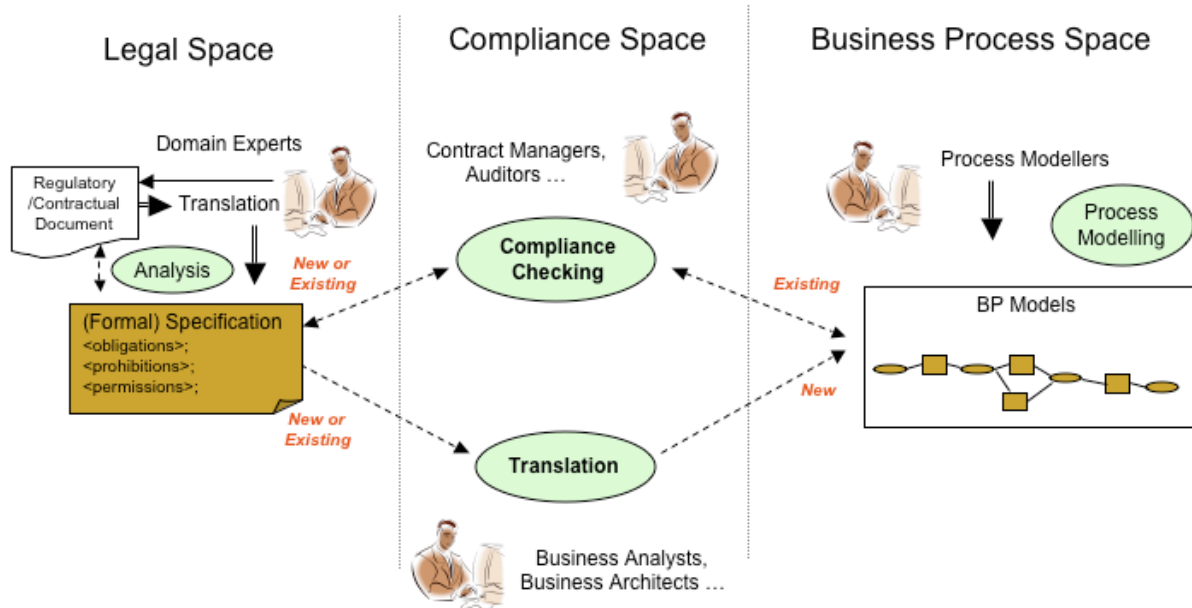 Legal Space
Compliance Space
Business Process Space
Domain Experts
Regulatory
/Contractual
Document
Translation
Analysis
New or
Existing
(Formal) Specification
<obligations>;
<prohibitions>;
<permissions>;
New or
Existing
Contract Managers,
Auditors ...
Compliance
Checking
Translation
Business Analysts,
Business Architects ...
Process Modellers
Process
Modelling
Existing
BP Models
New